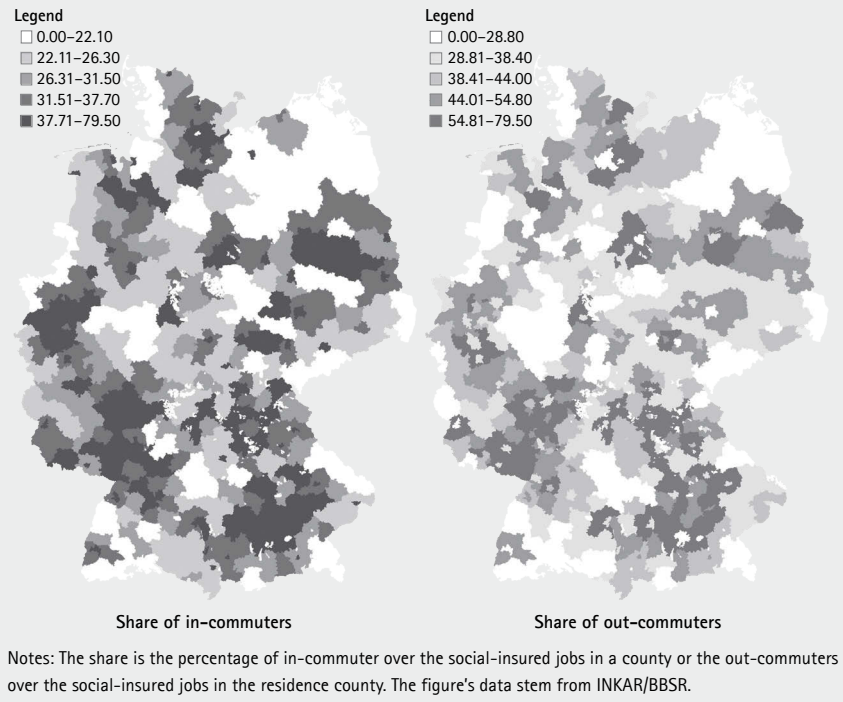 Legend
0.00–22.10
22.11–26.30
26.31–31.50
31.51–37.70
37.71–79.50
Legend
0.00–28.80
28.81–38.40
38.41–44.00
44.01–54.80
54.81–79.50
Share of in-commuters
Share of out-commuters
Notes: The share is the percentage of in-commuter over the social-insured jobs in a county or the out-commuters
over the social-insured jobs in the residence county. The figure's data stem from INKAR/BBSR.